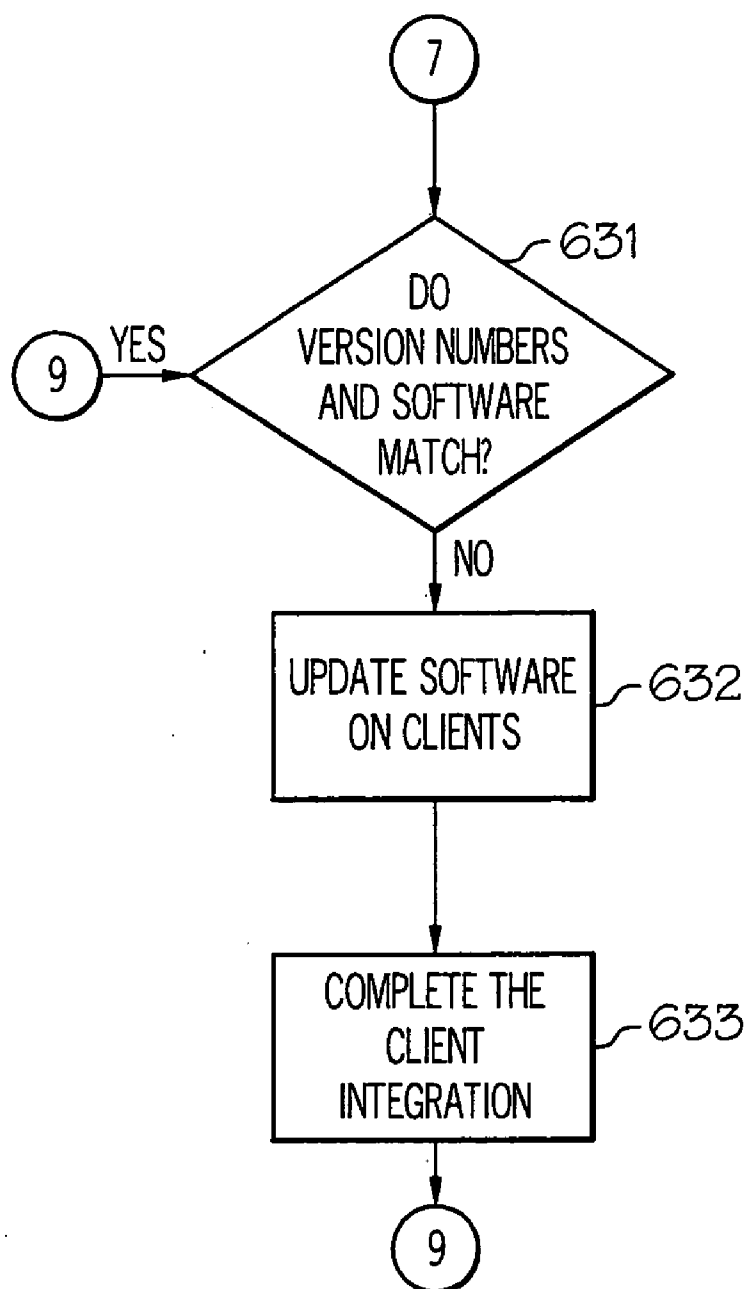 7
631
DO
VERSION NUMBERS
AND SOFTWARE
MATCH?
9
YES
NO
UPDATE SOFTWARE
ON CLIENTS
632
COMPLETE THE
CLIENT
INTEGRATION
633
9